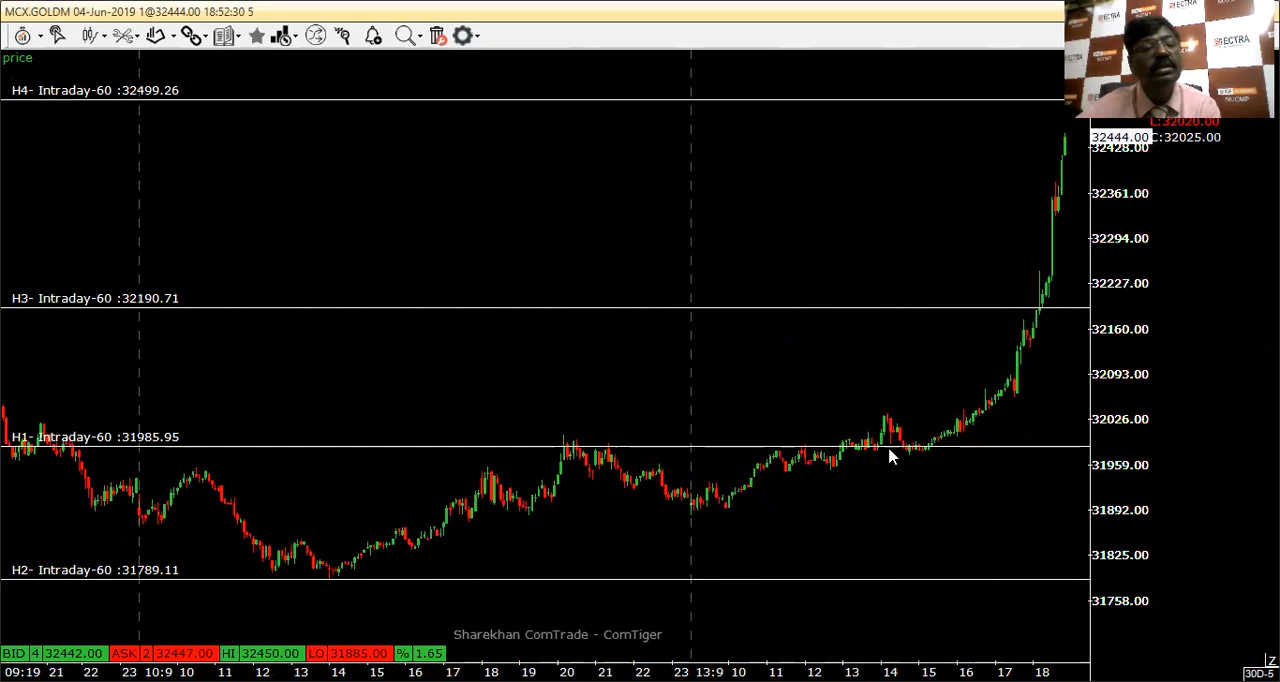 MCX.GOLDM 04-Jun-2019 1@32444.00 18:52:30 5
price
H4- Intraday-60 :32499.26
ECTRA
ECTRA
ECTRA
L:32020.00
32444.00 C:32025.00
32428.00
32361.00
32294.00
H3- Intraday-60 :32190.71
32227.00
32160.00
32093.00
32026.00
H1- Intraday-60 :31985.95
31959.00
31892.00
31825.00
H2- Intraday-60 :31789.11
31758.00
Sharekhan ComTrade - ComTiger
BID 4 32442.00 ASK 2 32447.00 HI 32450.00 LO 31885.00 % 1.65
09:19 21 22 23 10:9 10 11 12 13 14 15 16 17 18 19 20 21 22 23 13:9 10 11 12 13 14 15 16 17 18
Z
30D-5